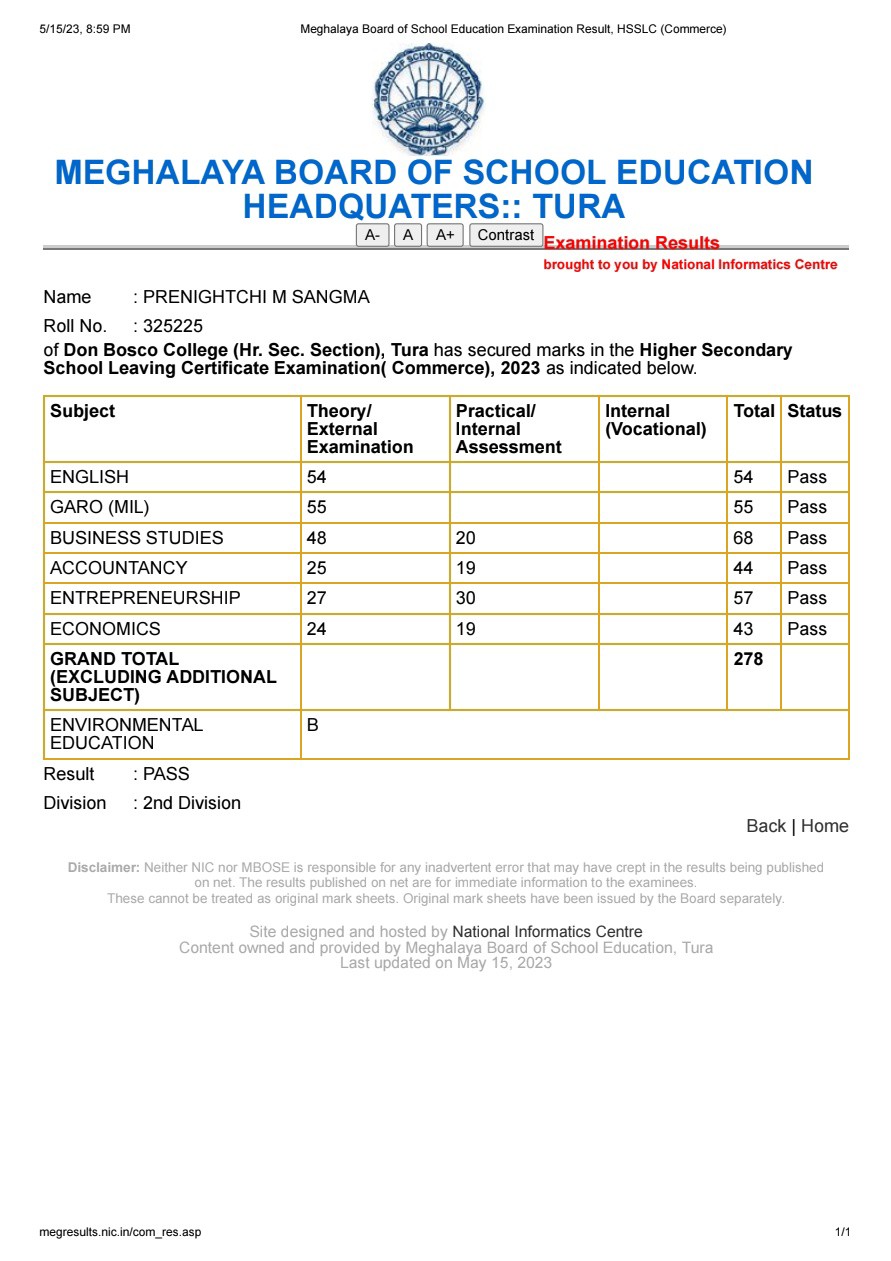 5/15/23, 8:59 PM Meghalaya Board of School Education Examination Result, HSSLC (Commerce)
BOARD OF SCHOOL EDUCATION
KNOWLEDGE FOR SERVICE
MEGHALAYA
MEGHALAYA BOARD OF SCHOOL EDUCATION
HEADQUATERS:: TURA
A- A A+ Contrast
Examination Results
brought to you by National Informatics Centre
Name : PRENIGHTCHI M SANGMA
Roll No. : 325225
of Don Bosco College (Hr. Sec. Section), Tura has secured marks in the Higher Secondary
School Leaving Certificate Examination( Commerce), 2023 as indicated below.
Subject Theory/ External Examination Practical/ Internal Assessment Internal (Vocational) Total Status
ENGLISH 54 54 Pass
GARO (MIL) 55 55 Pass
BUSINESS STUDIES 48 20 68 Pass
ACCOUNTANCY 25 19 44 Pass
ENTREPRENEURSHIP 27 30 57 Pass
ECONOMICS 24 19 43 Pass
GRAND TOTAL 278
(EXCLUDING ADDITIONAL
SUBJECT)
ENVIRONMENTAL B
EDUCATION
Result : PASS
Division : 2nd Division
Back | Home
Disclaimer: Neither NIC nor MBOSE is responsible for any inadvertent error that may have crept in the results being published
on net. The results published on net are for immediate information to the examinees.
These cannot be treated as original mark sheets. Original mark sheets have been issued by the Board separately.
Site designed and hosted by National Informatics Centre
Content owned and provided by Meghalaya Board of School Education, Tura
Last updated on May 15, 2023
megresults.nic.in/com_res.asp 1/1